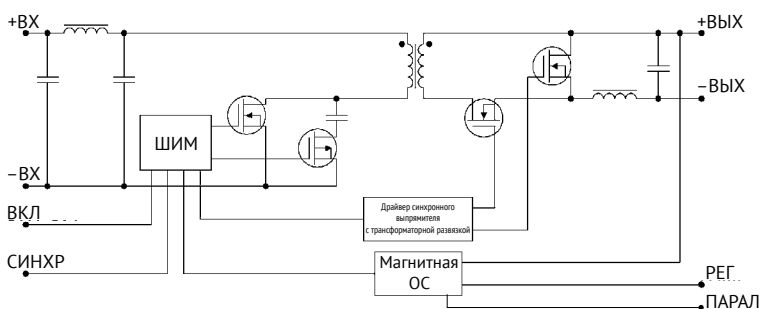 +ВХ
+ВЫХ
–ВЫХ
ШИМ
–ВХ
ВКЛ
Драйвер синхронного
выпрямителя
с трансформаторной развязкой
СИНХР
Магнитная
ОС
РЕГ
ПАРАЛ